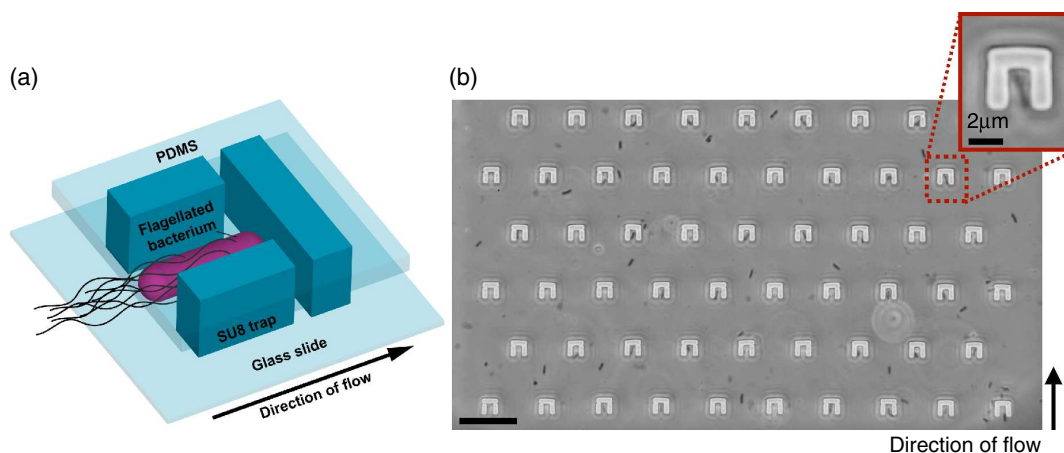 (a)
PDMS
Flagellated
bacterium
SU8 trap
Glass slide
Direction of flow
(b)
2μm
Direction of flow